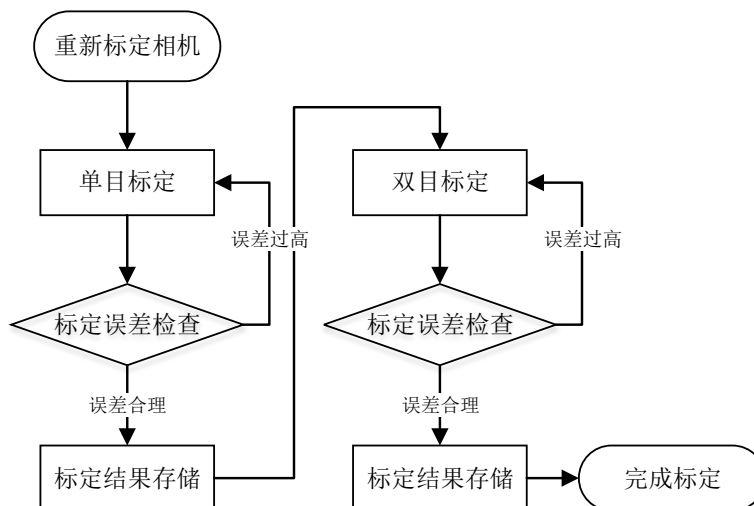 重新标定相机
单目标定
误差过高
标定误差检查
误差合理
标定结果存储
双目标定
误差过高
标定误差检查
误差合理
标定结果存储
完成标定